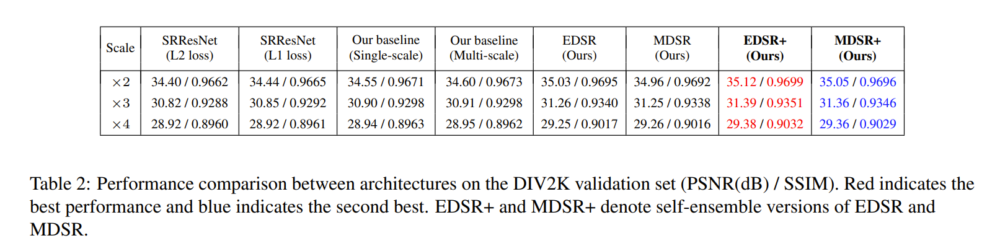 Scale SRResNet (L2 loss) SRResNet (L1 loss) Our baseline (Single-scale) Our baseline (Multi-scale) EDSR (Ours) MDSR (Ours) EDSR+ (Ours) MDSR+ (Ours)
×2 34.40 / 0.9662 34.44 / 0.9665 34.55 / 0.9671 34.60 / 0.9673 35.03 / 0.9695 34.96 / 0.9692 35.12 / 0.9699 35.05 / 0.9696
×3 30.82 / 0.9288 30.85 / 0.9292 30.90 / 0.9298 30.91 / 0.9298 31.26 / 0.9340 31.25 / 0.9338 31.39 / 0.9351 31.36 / 0.9346
×4 28.92 / 0.8960 28.92 / 0.8961 28.94 / 0.8963 28.95 / 0.8962 29.25 / 0.9017 29.26 / 0.9016 29.38 / 0.9032 29.36 / 0.9029
Table 2: Performance comparison between architectures on the DIV2K validation set (PSNR(dB) / SSIM). Red indicates the
best performance and blue indicates the second best. EDSR+ and MDSR+ denote self-ensemble versions of EDSR and
MDSR.